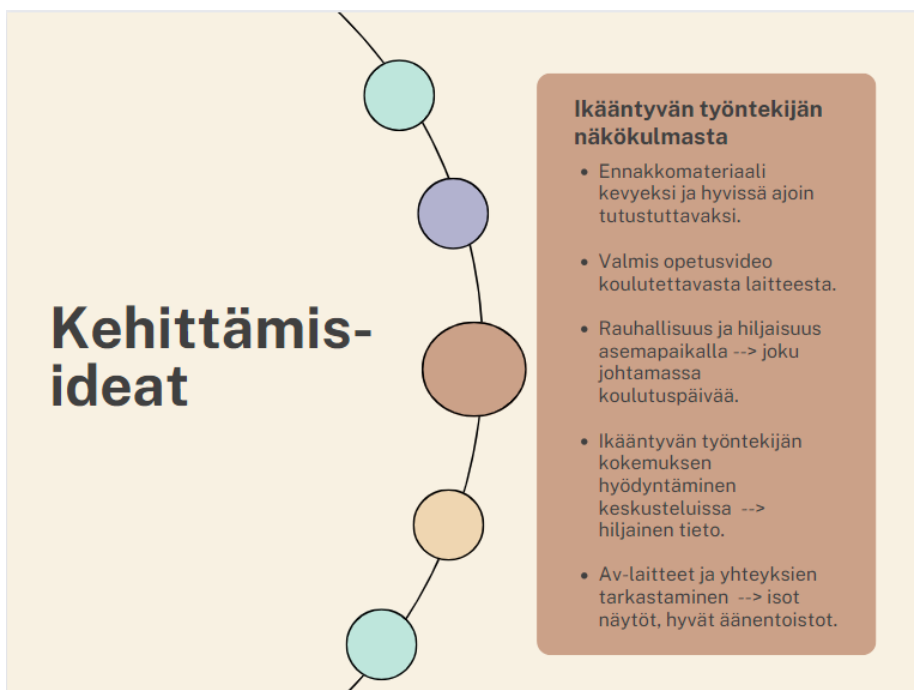 Kehittämis-
ideat
Ikääntyvän työntekijän
näkökulmasta
• Ennakkomateriaali
kevyeksi ja hyvissä ajoin
tutustuttavaksi.
• Valmis opetusvideo
koulutettavasta laitteesta.
• Rauhallisuus ja hiljaisuus
asemapaikalla --> joku
johtamassa
koulutuspäivää.
• Ikääntyvän työntekijän
kokemuksen
hyödyntäminen
keskusteluissa -->
hiljainen tieto.
• Av-laitteet ja yhteyksien
tarkastaminen --> isot
näytöt, hyvät äänentoistot.